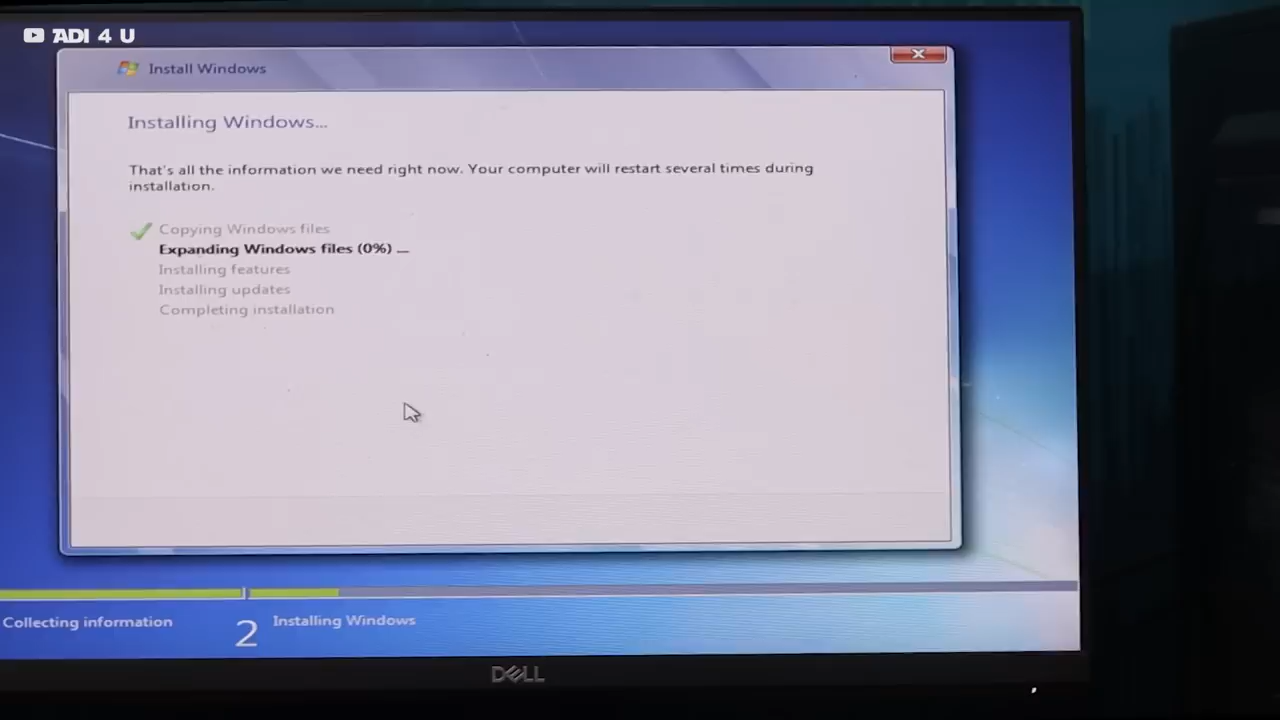 ADI 4 U
Install Windows
Installing Windows...
That's all the information we need right now. Your computer will restart several times during
installation.
Copying Windows files
Expanding Windows files (0%) ...
Installing features
Installing updates
Completing installation
Collecting information
2 Installing Windows
DELL